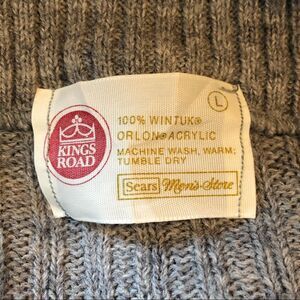 KINGS
ROAD
L
100% WINTUK®
ORLON® ACRYLIC
MACHINE WASH, WARM;
TUMBLE DRY
Sears Men's Store